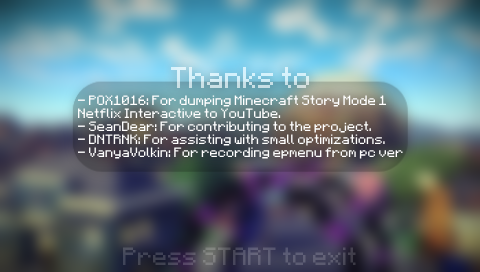 Thanks to
- POX1016: For dumping Minecraft Story Mode 1
Netflix Interactive to YouTube.
- SeanDear: For contributing to the project.
- DNTRNK: For assisting with small optimizations.
- VanyaVolkin: For recording epmenu from pc ver
Press START to exit